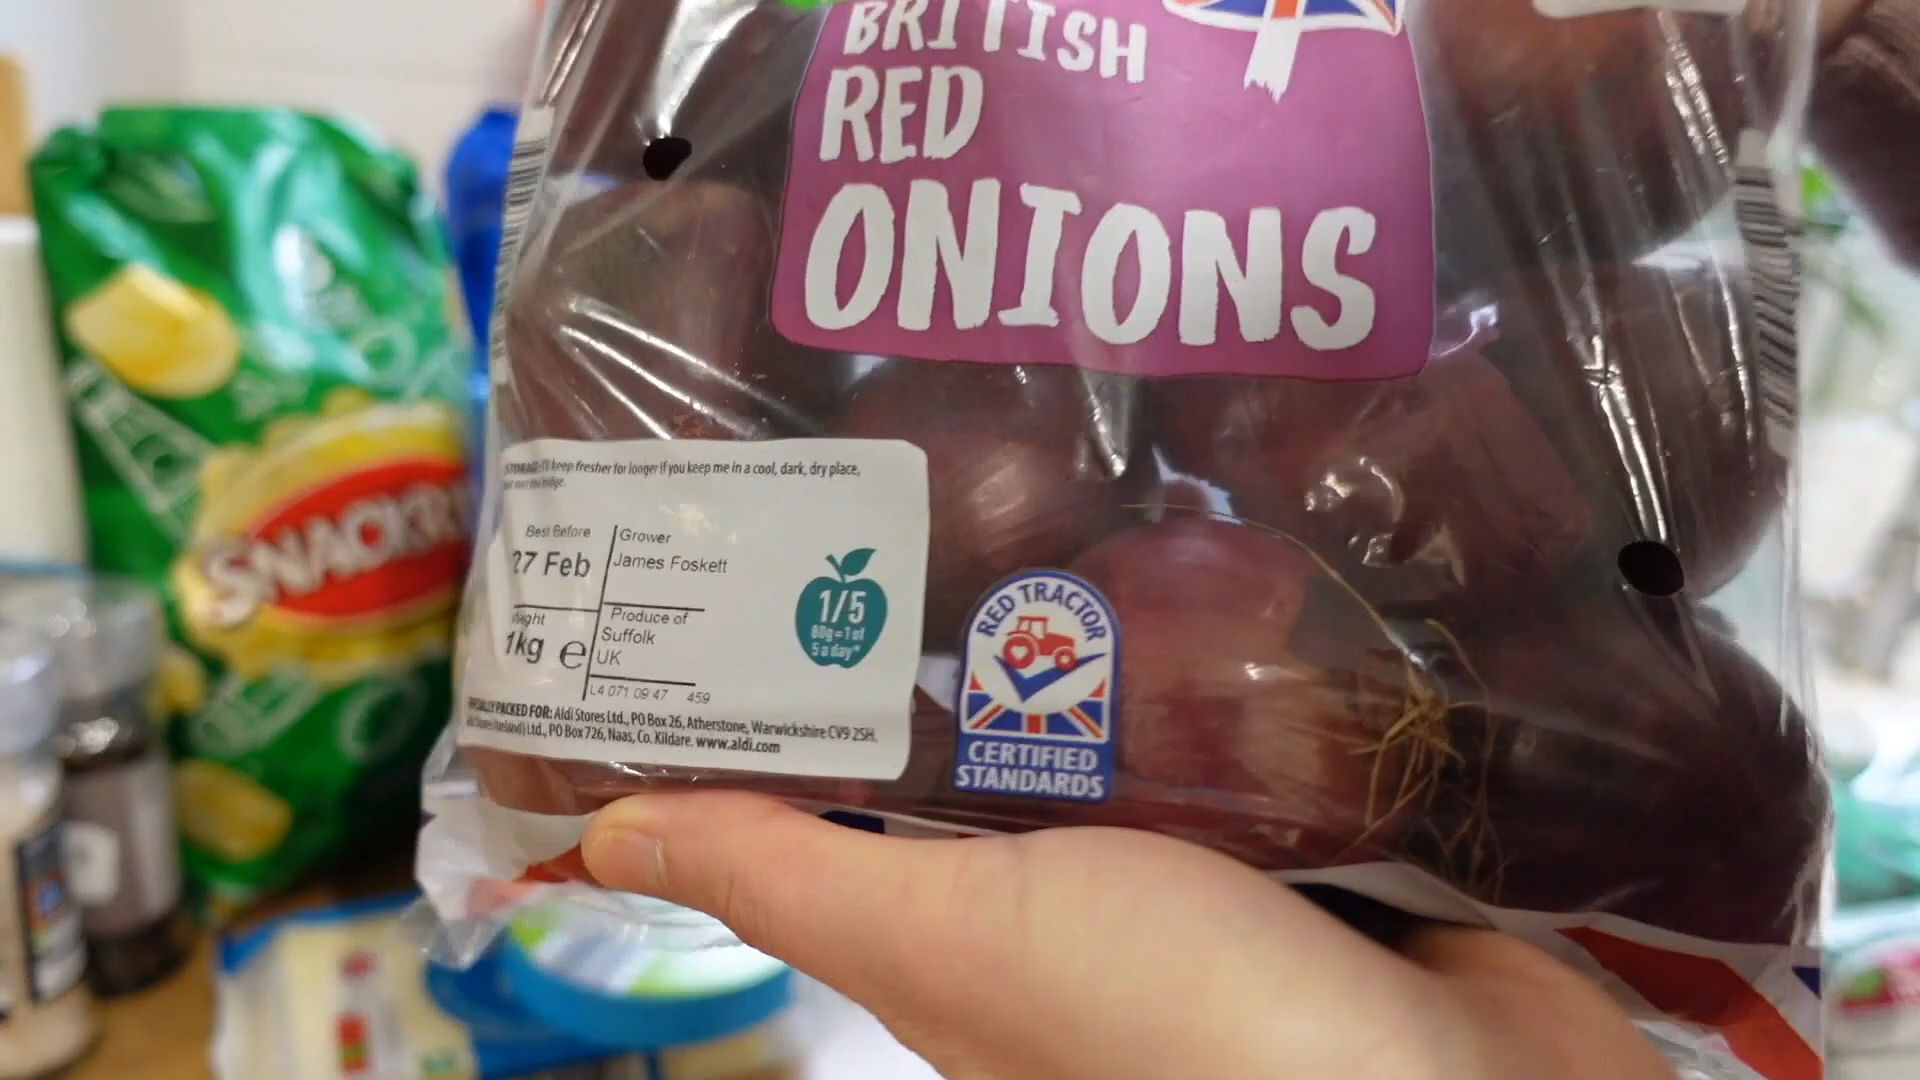 BRITISH
RED
ONIONS
keep fresher for longer if you keep me in a cool, dark, dry place,
Best Before
27 Feb
Weight
1kg e
Grower
James Foskett
Produce of
Suffolk
UK
L4 071 09 47 459
1/5
80g=1 of
5 a day*
PACKED FOR: Aldi Stores Ltd., PO Box 26, Atherstone, Warwickshire CV9 2SH.
Ltd., PO Box 726, Naas, Co. Kildare. www.aldi.com
RED TRACTOR
CERTIFIED
STANDARDS
SNACKR